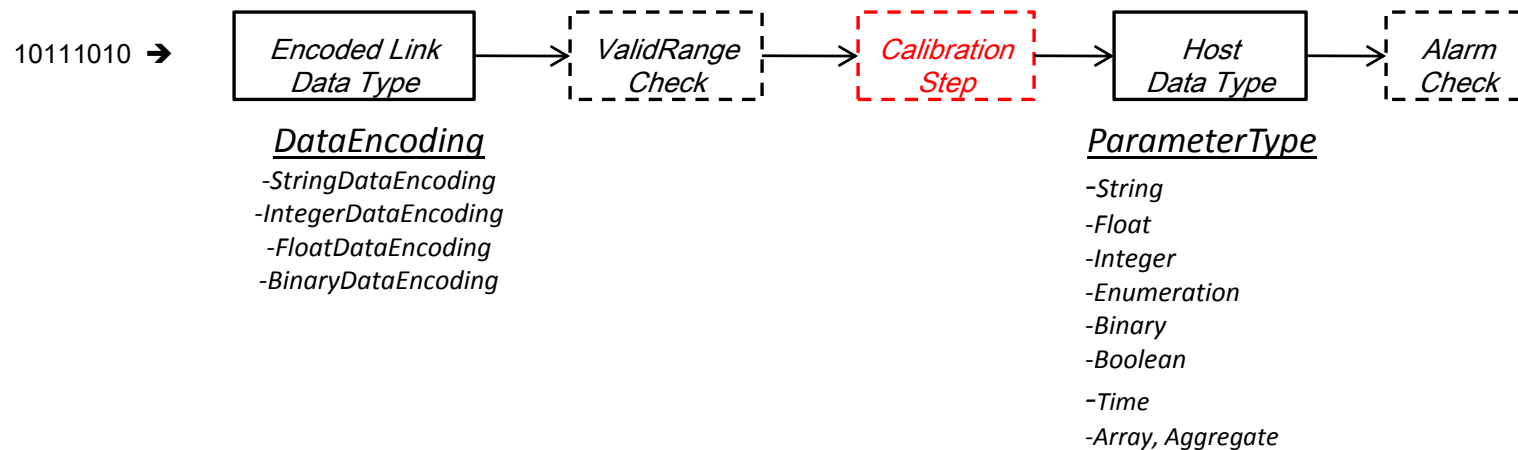 10111010 ➔
Encoded Link
Data Type
ValidRange
Check
Calibration
Step
Host
Data Type
Alarm
Check
DataEncoding
-StringDataEncoding
-IntegerDataEncoding
-FloatDataEncoding
-BinaryDataEncoding
ParameterType
-String
-Float
-Integer
-Enumeration
-Binary
-Boolean
-Time
-Array, Aggregate